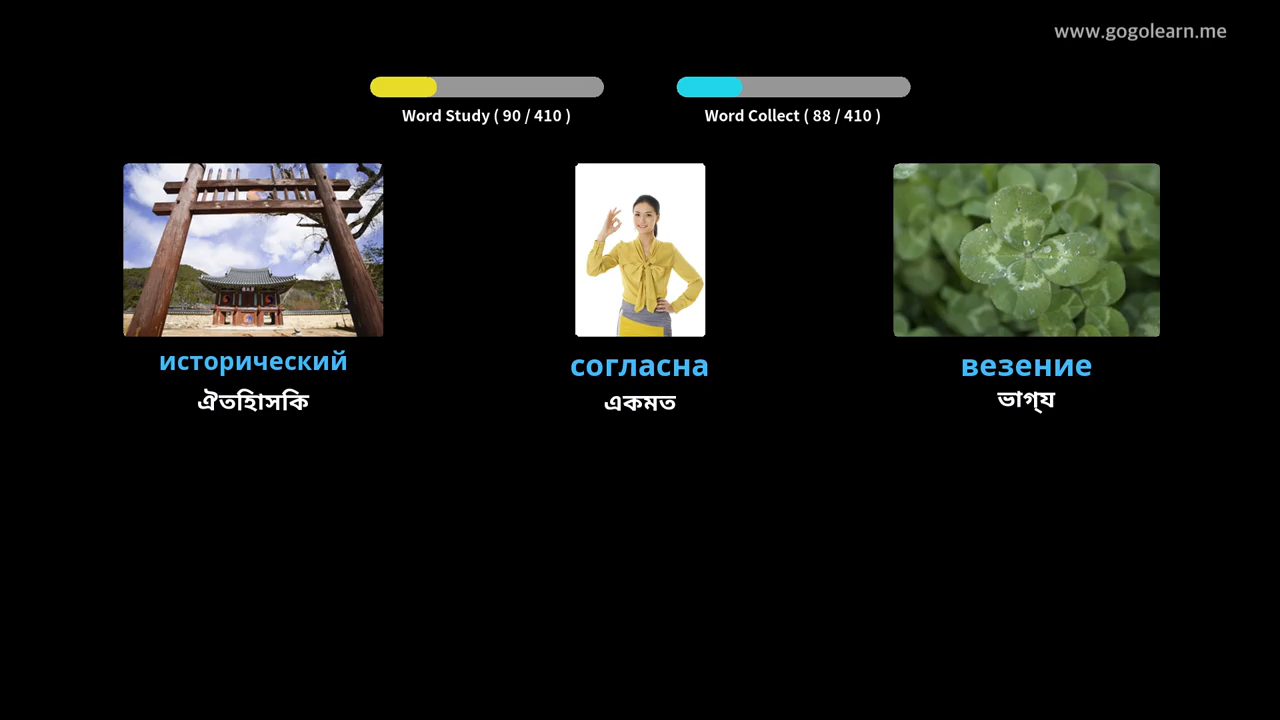 www.gogolearn.me
Word Study ( 90 / 410 )
Word Collect ( 88 / 410 )
исторический
согласна
везение
ঐতিহাসিক
একমত
ভাগ্য